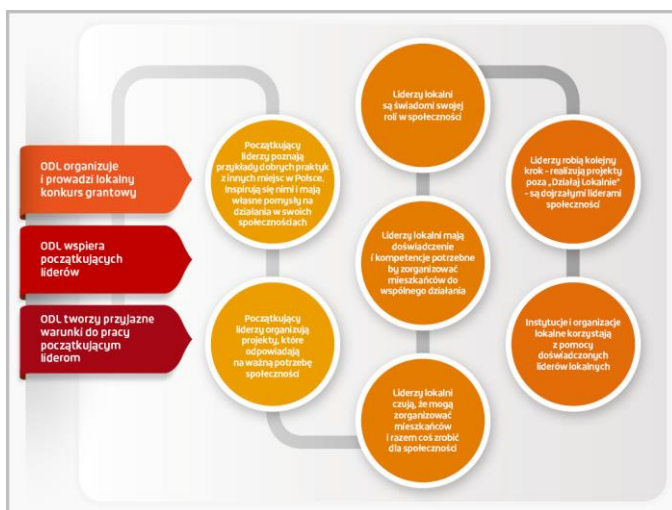 ODL organizuje
i prowadzi lokalny
konkurs grantowy
ODL wspiera
początkujących
liderów
ODL tworzy przyjazne
warunki do pracy
początkującym
liderom
Początkujący
liderzy poznają
przykłady dobrych praktyk
z innych miejsc w Polsce.
Inspirują się nimi i mają
własne pomysły na
działania w swoich
społecznościach
Początkujący
liderzy organizują
projekty, które
odpowiadają
na ważną potrzebę
społeczności
Liderzy lokalni
czują, że mogą
zorganizować
mieszkańców
i razem coś zrobić
dla społeczności
Liderzy lokalni mają
doświadczenie
i kompetencje potrzebne
by zorganizować
mieszkańców do
wspólnego działania
Liderzy lokalni
są świadomi swojej
roli w społeczności
Liderzy robią kolejny
krok - realizują projekty
poza „Działaj Lokalnie”
- są dojrzałymi liderami
społeczności
Instytucje i organizacje
lokalne korzystają
z pomocy
doświadczonych
liderów lokalnych